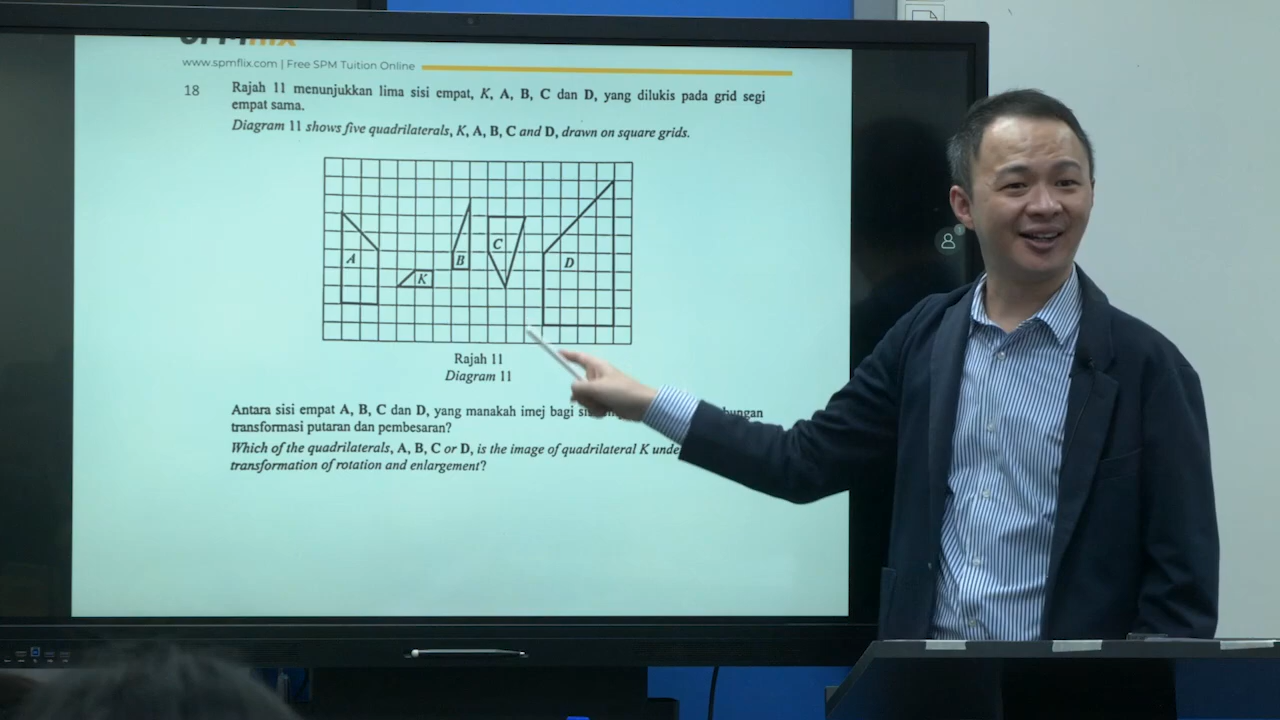 SPMflix
www.spmflix.com | Free SPM Tuition Online
18 Rajah 11 menunjukkan lima sisi empat, K, A, B, C dan D, yang dilukis pada grid segi
empat sama.
Diagram 11 shows five quadrilaterals, K, A, B, C and D, drawn on square grids.
A K B C D
Rajah 11
Diagram 11
Antara sisi empat A, B, C dan D, yang manakah imej bagi
transformasi putaran dan pembesaran?
Which of the quadrilaterals, A, B, C or D, is the image of quadrilateral K
transformation of rotation and enlargement?